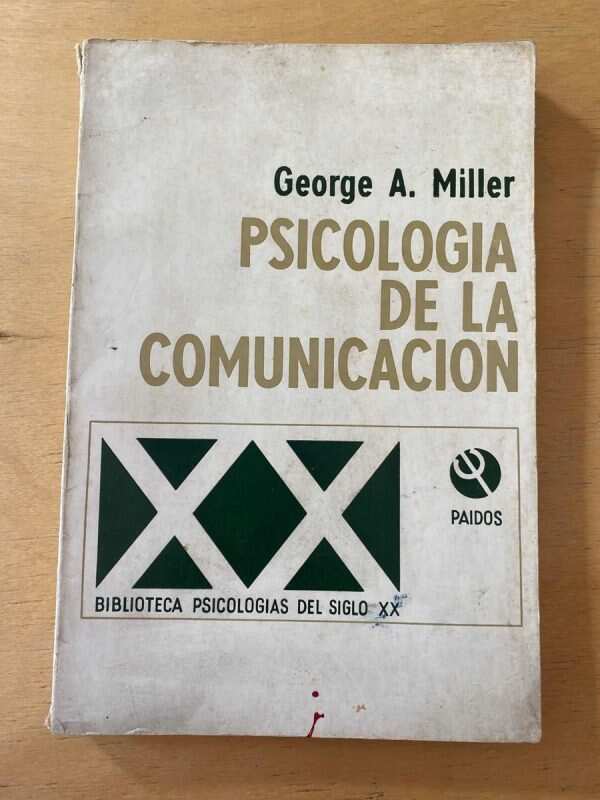 George A. Miller
PSICOLOGIA
DE LA
COMUNICACION
PAIDOS
BIBLIOTECA PSICOLOGIAS DEL SIGLO XX